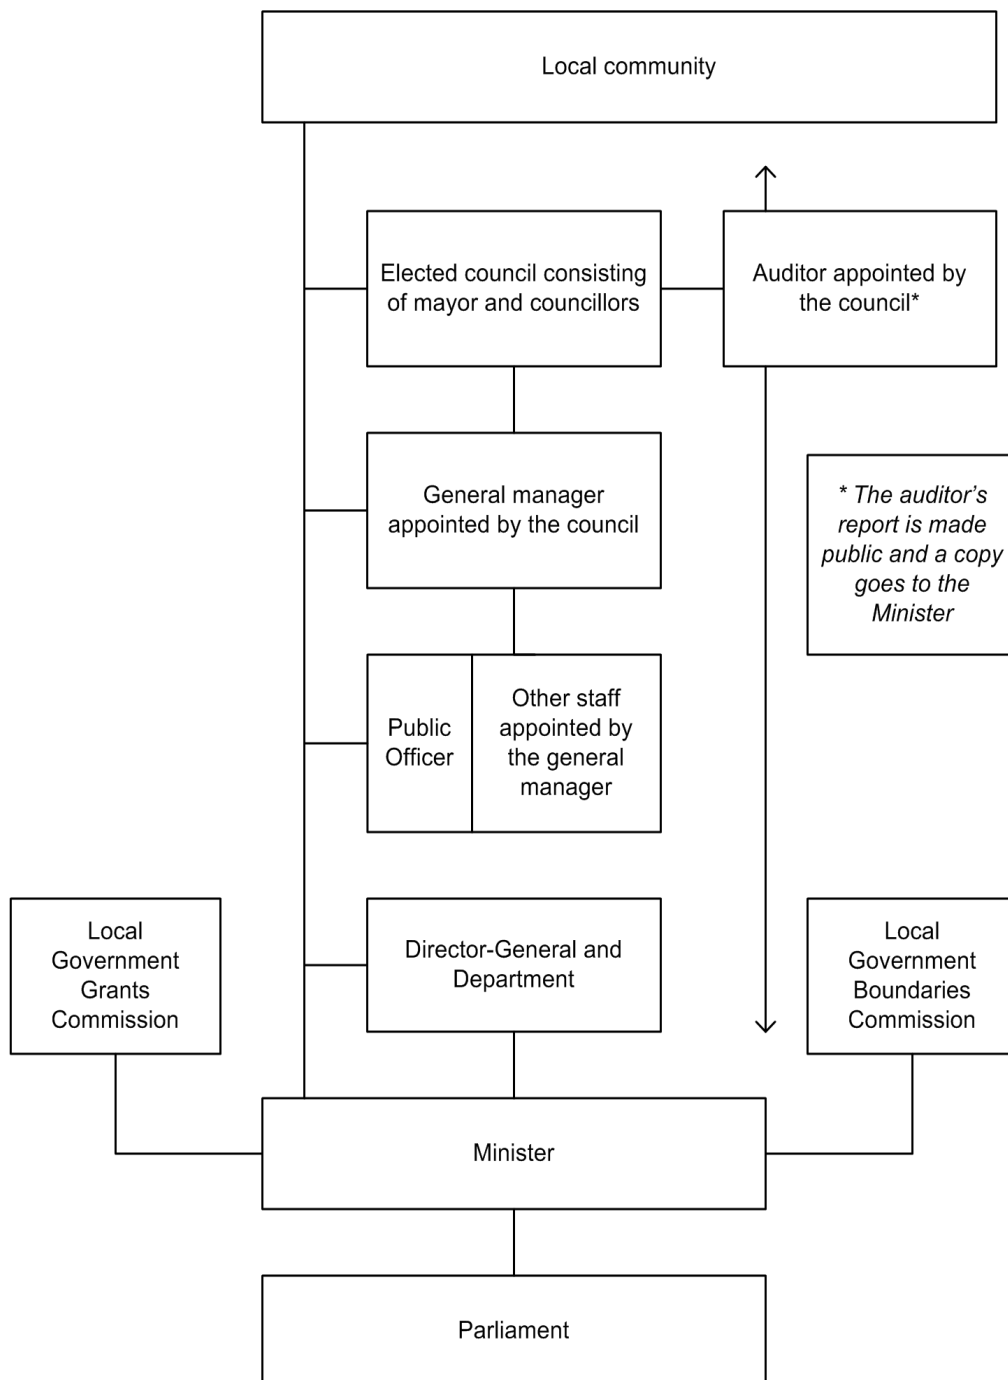 Local community
Elected council consisting
of mayor and councillors
Auditor appointed by
the council*
General manager
appointed by the council
* The auditor’s
report is made
public and a copy
goes to the
Minister
Public
Officer
Other staff
appointed by
the general
manager
Local
Government
Grants
Commission
Director-General and
Department
Local
Government
Boundaries
Commission
Minister
Parliament